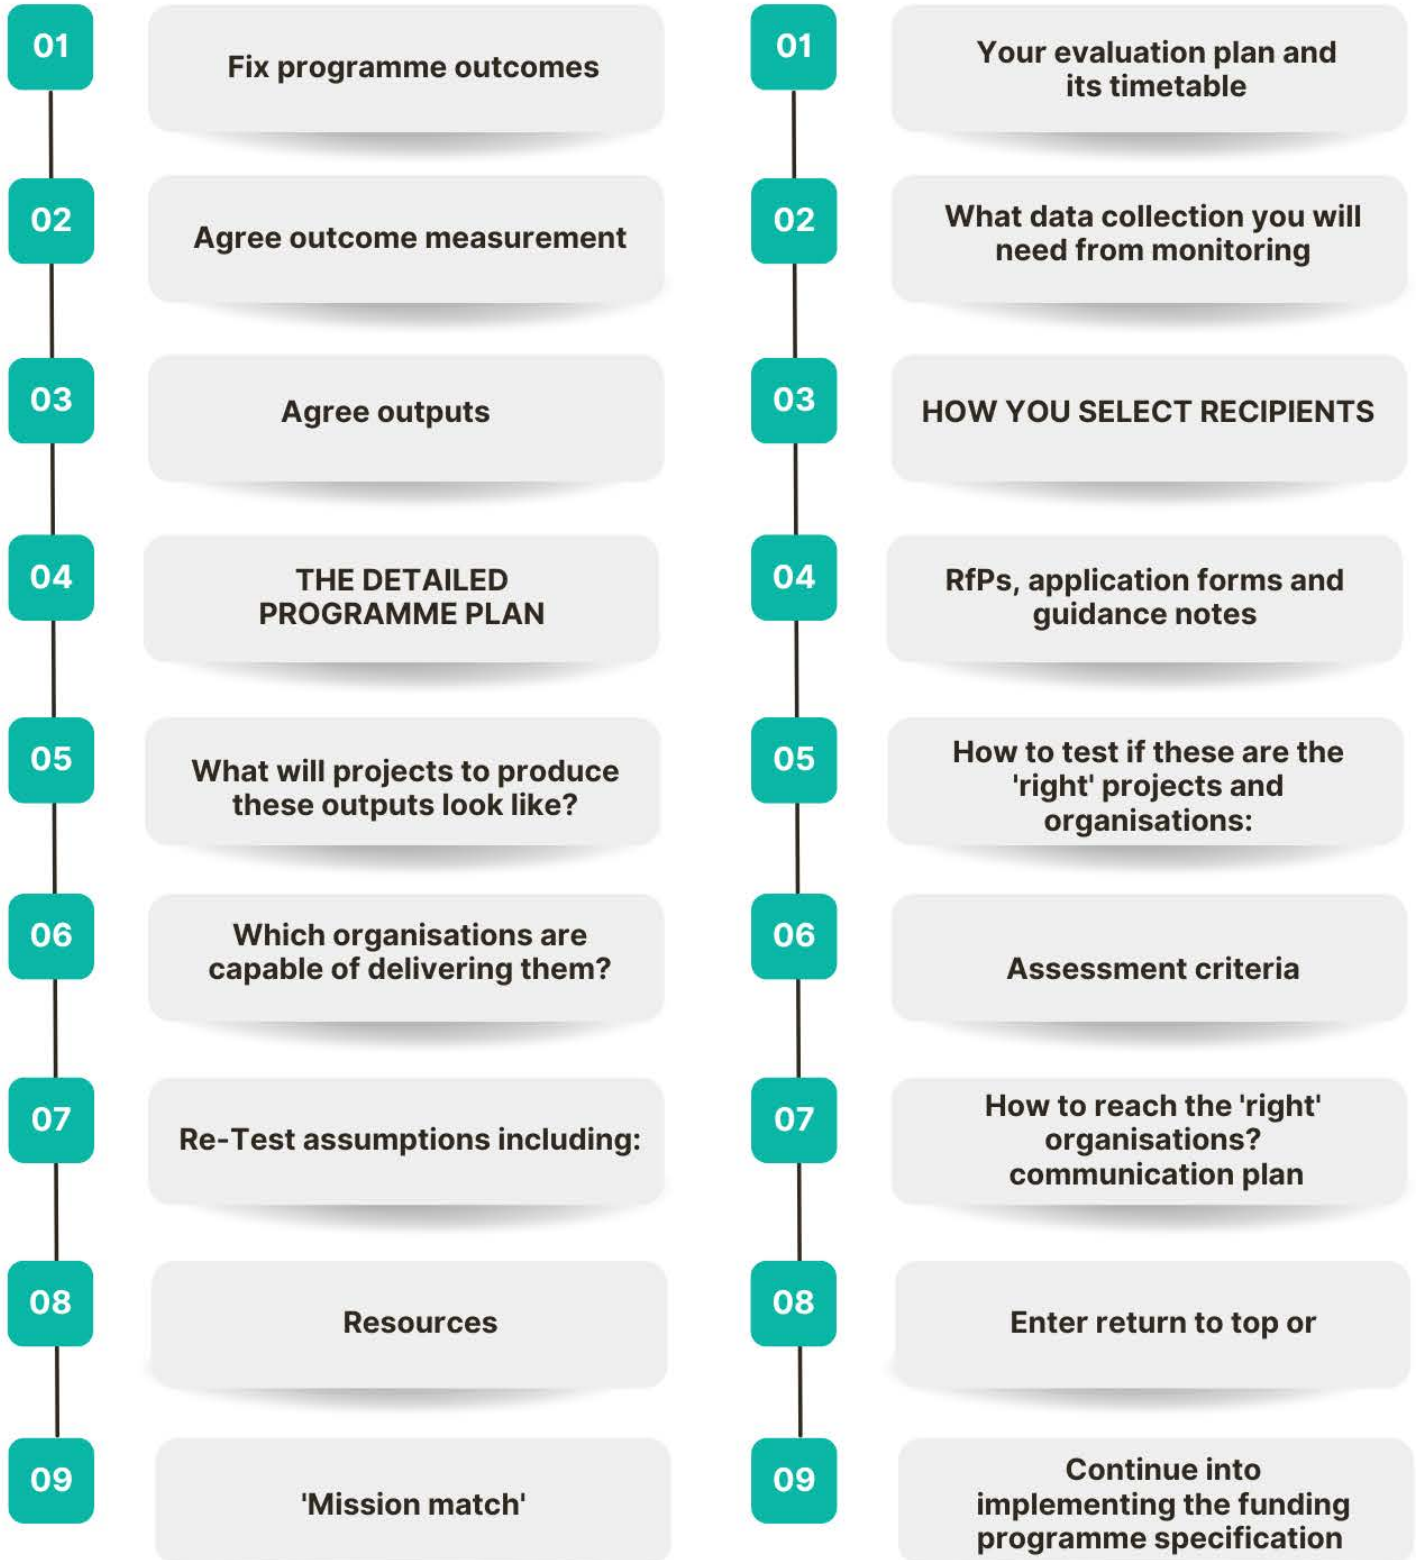 01
Fix programme outcomes
02
Agree outcome measurement
03
Agree outputs
04
THE DETAILED
PROGRAMME PLAN
05
What will projects to produce
these outputs look like?
06
Which organisations are
capable of delivering them?
07
Re-Test assumptions including:
08
Resources
09
'Mission match'
01
Your evaluation plan and
its timetable
02
What data collection you will
need from monitoring
03
HOW YOU SELECT RECIPIENTS
04
RfPs, application forms and
guidance notes
05
How to test if these are the
'right' projects and
organisations:
06
Assessment criteria
07
How to reach the 'right'
organisations?
communication plan
08
Enter return to top or
09
Continue into
implementing the funding
programme specification